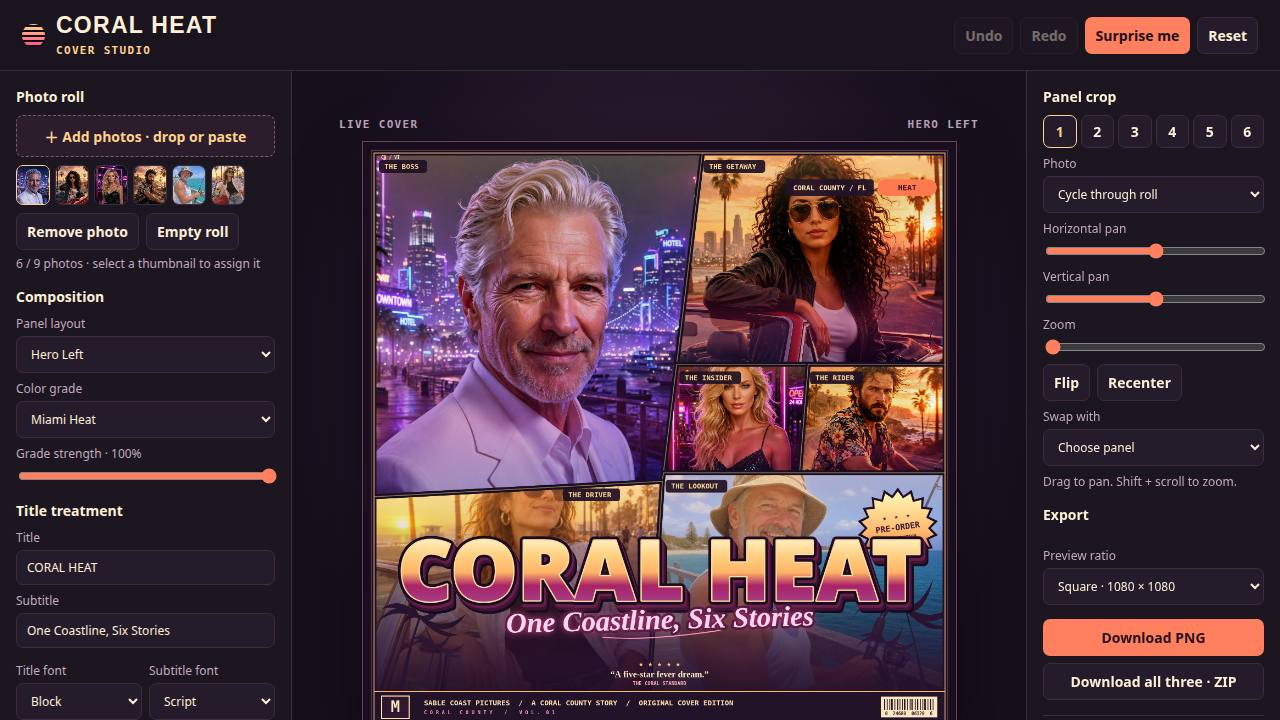 CORAL HEAT
COVER STUDIO
Undo
Redo
Surprise me
Reset
Photo roll
+ Add photos · drop or paste
Remove photo
Empty roll
6 / 9 photos · select a thumbnail to assign it
Composition
Panel layout
Hero Left
Color grade
Miami Heat
Grade strength · 100%
Title treatment
Title
CORAL HEAT
Subtitle
One Coastline, Six Stories
Title font
Subtitle font
Block
Script
LIVE COVER
HERO LEFT
THE BOSS
THE GETAWAY
CORAL COUNTY / FL
HEAT
HOTEL
DOWNTOWN
HOTEL
THE INSIDER
THE RIDER
OPEN
THE DRIVER
THE LOOKOUT
PRE-ORDER
CORAL HEAT
One Coastline, Six Stories
“A five-star fever dream.”
THE CORAL STANDARD
M
SABLE COAST PICTURES / A CORAL COUNTY STORY / ORIGINAL COVER EDITION
CORAL COUNTY / VOL. 01
Panel crop
1
2
3
4
5
6
Photo
Cycle through roll
Horizontal pan
Vertical pan
Zoom
Flip
Recenter
Swap with
Choose panel
Drag to pan. Shift + scroll to zoom.
Export
Preview ratio
Square · 1080 × 1080
Download PNG
Download all three · ZIP